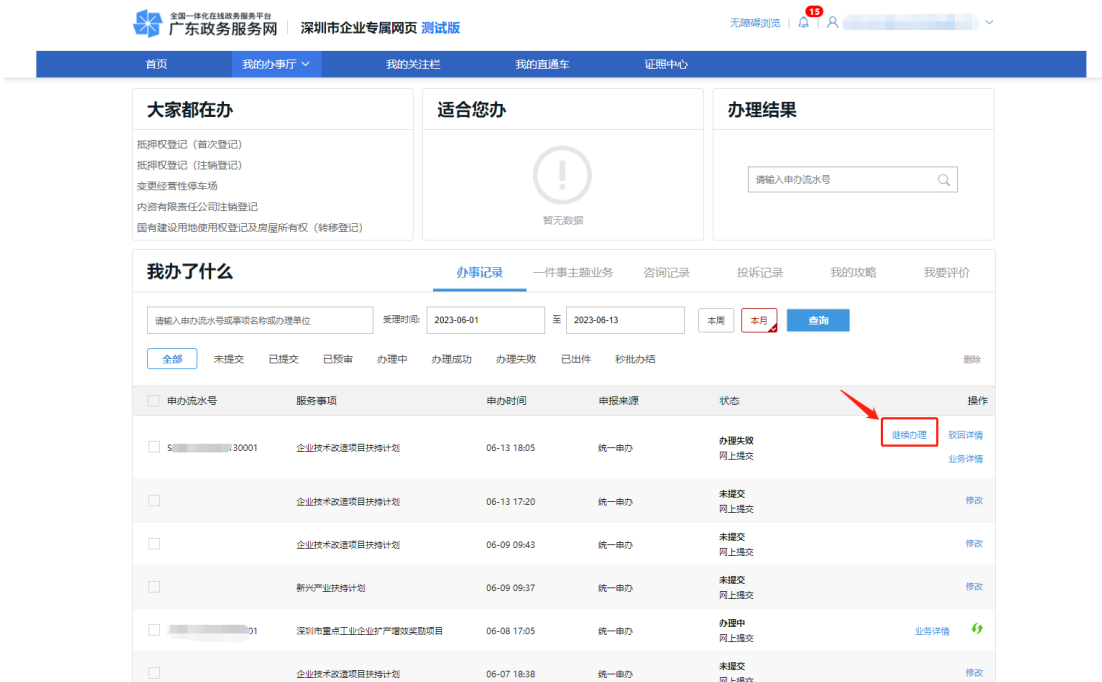 全国一体化在线政务服务平台
广东政务服务网 深圳市企业专属网页 测试版
无障碍浏览 15
首页 我的办事厅 我的关注栏 我的直通车 证照中心
大家都在办
抵押权登记（首次登记）
抵押权登记（注销登记）
变更经营性停车场
内资有限责任公司注销登记
国有建设用地使用权登记及房屋所有权（转移登记）
适合您办
暂无数据
办理结果
请输入申办流水号
我办了什么 办事记录 一件事主题业务 咨询记录 投诉记录 我的攻略 我要评价
请输入申办流水号或事项名称或办理单位 受理时间: 2023-06-01 至 2023-06-13 本周 本月 查询
全部 未提交 已提交 已预审 办理中 办理成功 办理失败 已出件 秒批办结 删除
申办流水号 服务事项 申办时间 申报来源 状态 操作
S 130001 企业技术改造项目扶持计划 06-13 18:05 统一申办 办理失败 继续办理 驳回详情
网上提交 业务详情
企业技术改造项目扶持计划 06-13 17:20 统一申办 未提交 修改
网上提交
企业技术改造项目扶持计划 06-09 09:43 统一申办 未提交 修改
网上提交
新兴产业扶持计划 06-09 09:37 统一申办 未提交 修改
网上提交
01 深圳市重点工业企业扩产增效奖励项目 06-08 17:05 统一申办 办理中 业务详情
网上提交
企业技术改造项目扶持计划 06-07 18:38 统一申办 未提交 修改
网上提交